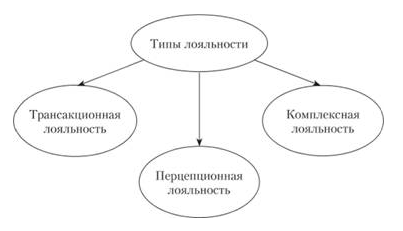 Типы лояльности
Трансакционная
лояльность
Комплексная
лояльность
Перцепционная
лояльность